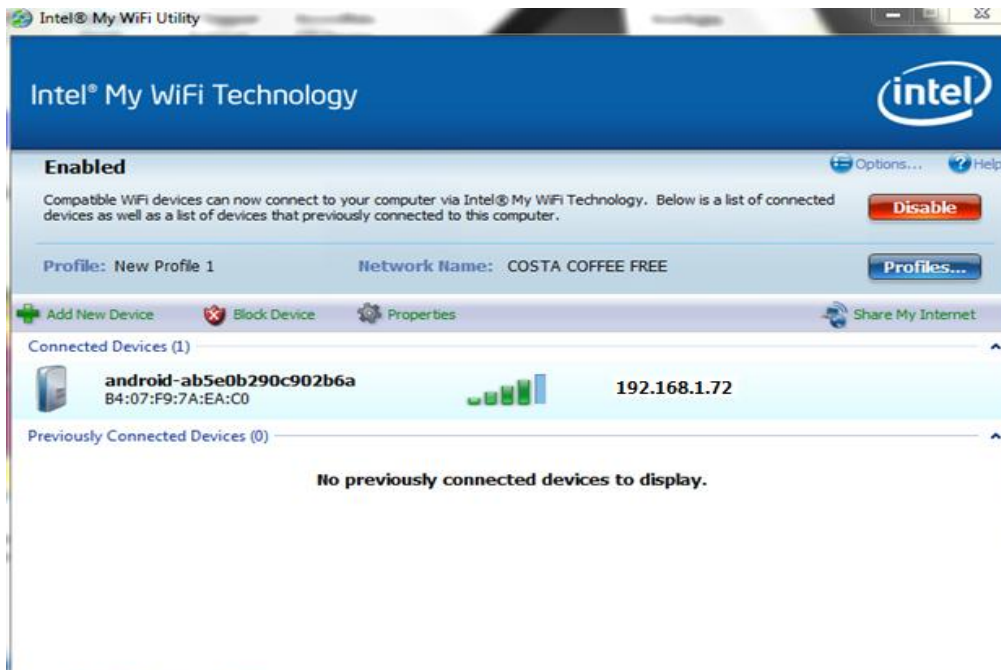 Intel® My WiFi Utility
Intel® My WiFi Technology
intel
Enabled
Options...
Help
Compatible WiFi devices can now connect to your computer via Intel® My WiFi Technology. Below is a list of connected
devices as well as a list of devices that previously connected to this computer.
Disable
Profile: New Profile 1
Network Name: COSTA COFFEE FREE
Profiles...
Add New Device
Block Device
Properties
Share My Internet
Connected Devices (1)
android-ab5e0b290c902b6a
192.168.1.72
B4:07:F9:7A:EA:C0
Previously Connected Devices (0)
No previously connected devices to display.